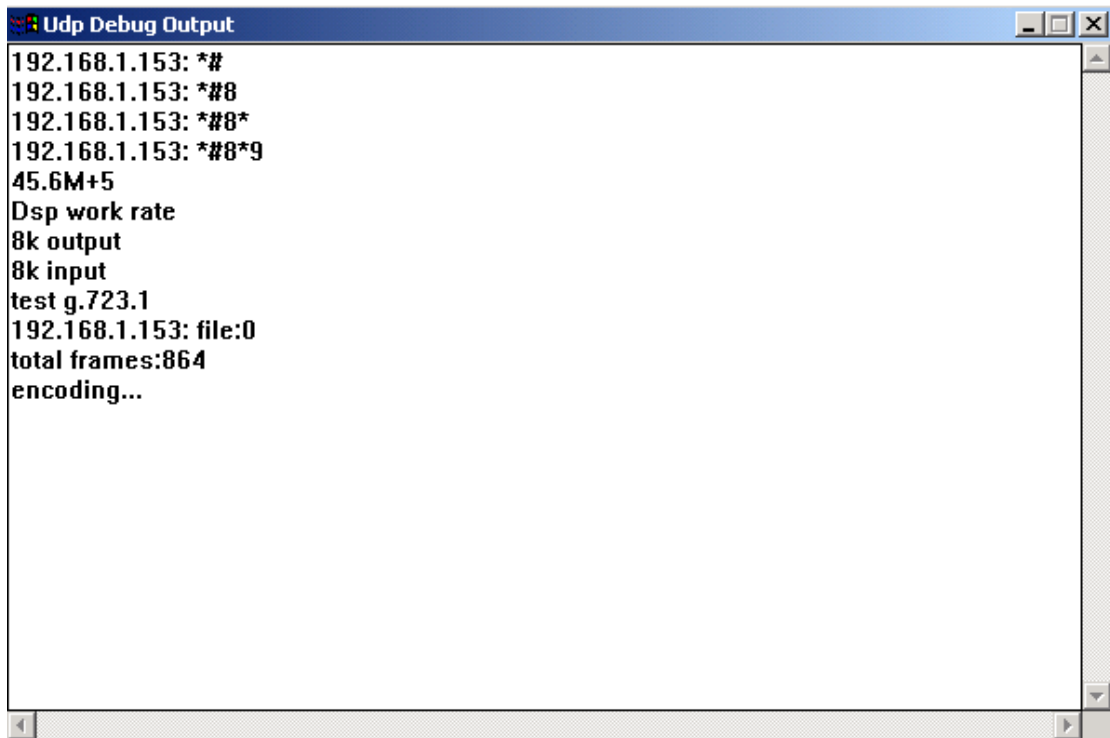 Udp Debug Output
192.168.1.153: *#
192.168.1.153: *#8
192.168.1.153: *#8*
192.168.1.153: *#8*9
45.6M+5
Dsp work rate
8k output
8k input
test g.723.1
192.168.1.153: file:0
total frames:864
encoding...